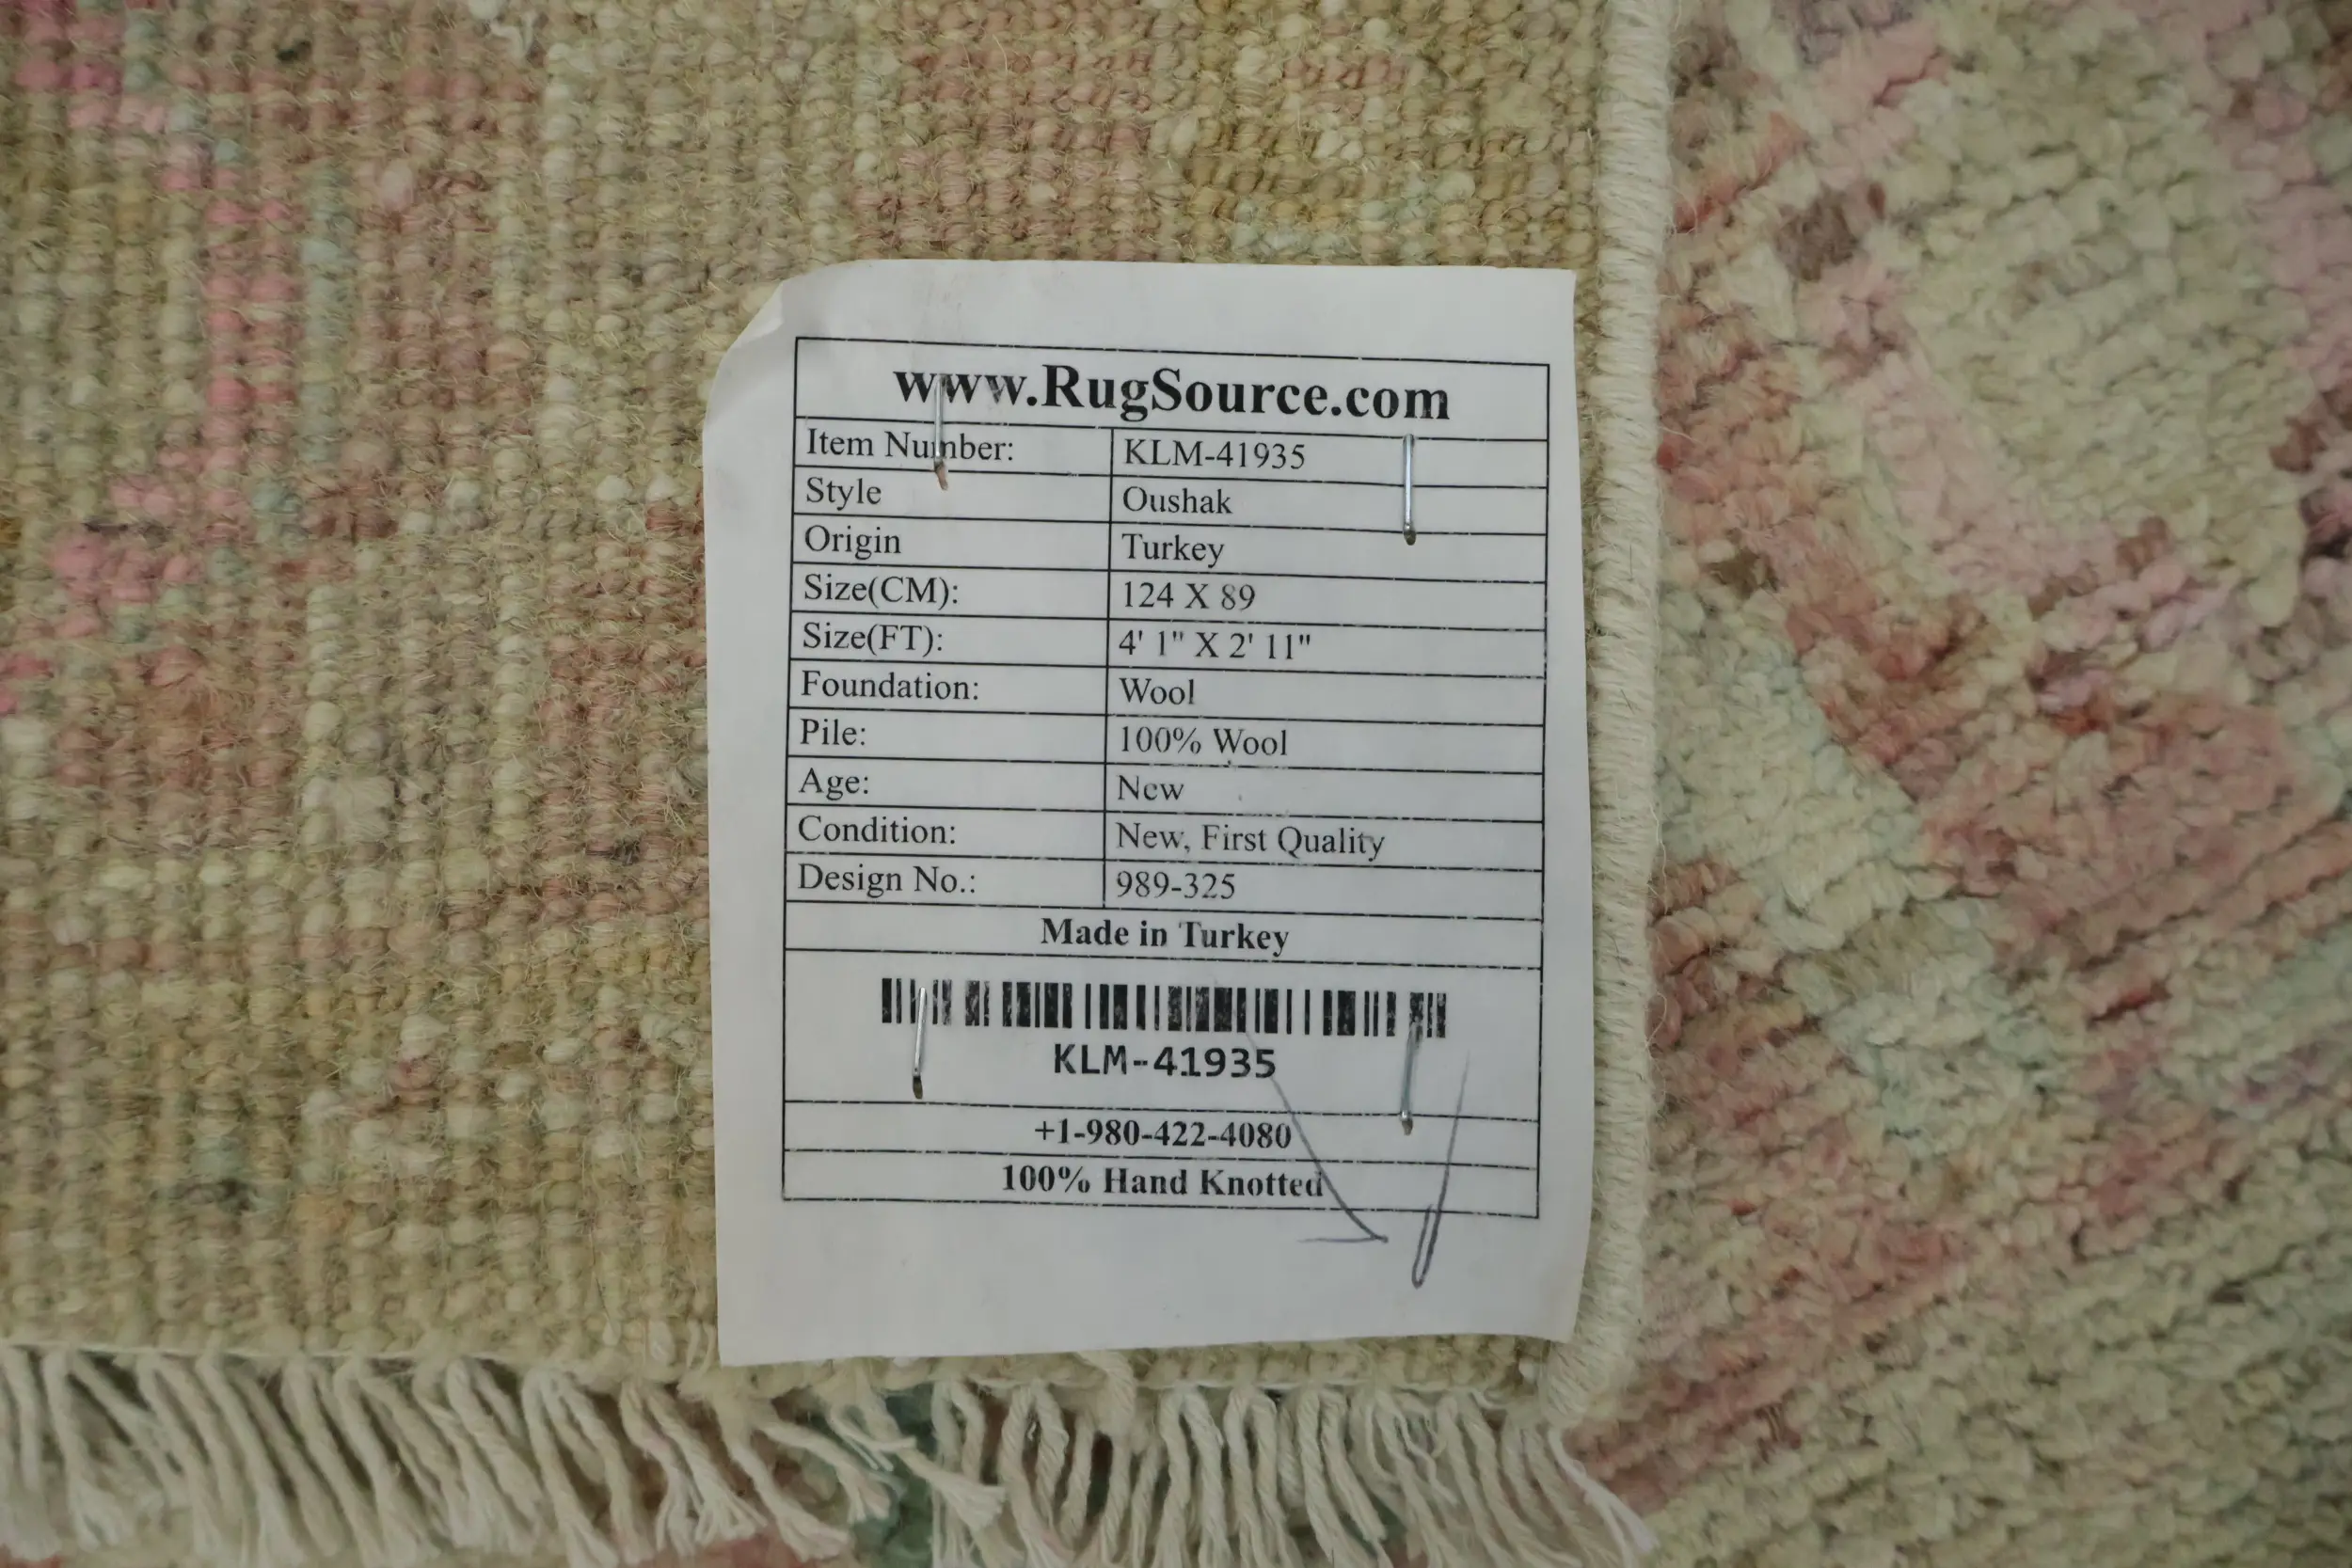 www.RugSource.com
Item Number: KLM-41935
Style Oushak
Origin Turkey
Size(CM): 124 X 89
Size(FT): 4' 1" X 2' 11"
Foundation: Wool
Pile: 100% Wool
Age: New
Condition: New, First Quality
Design No.: 989-325
Made in Turkey
KLM-41935
+1-980-422-4080
100% Hand Knotted